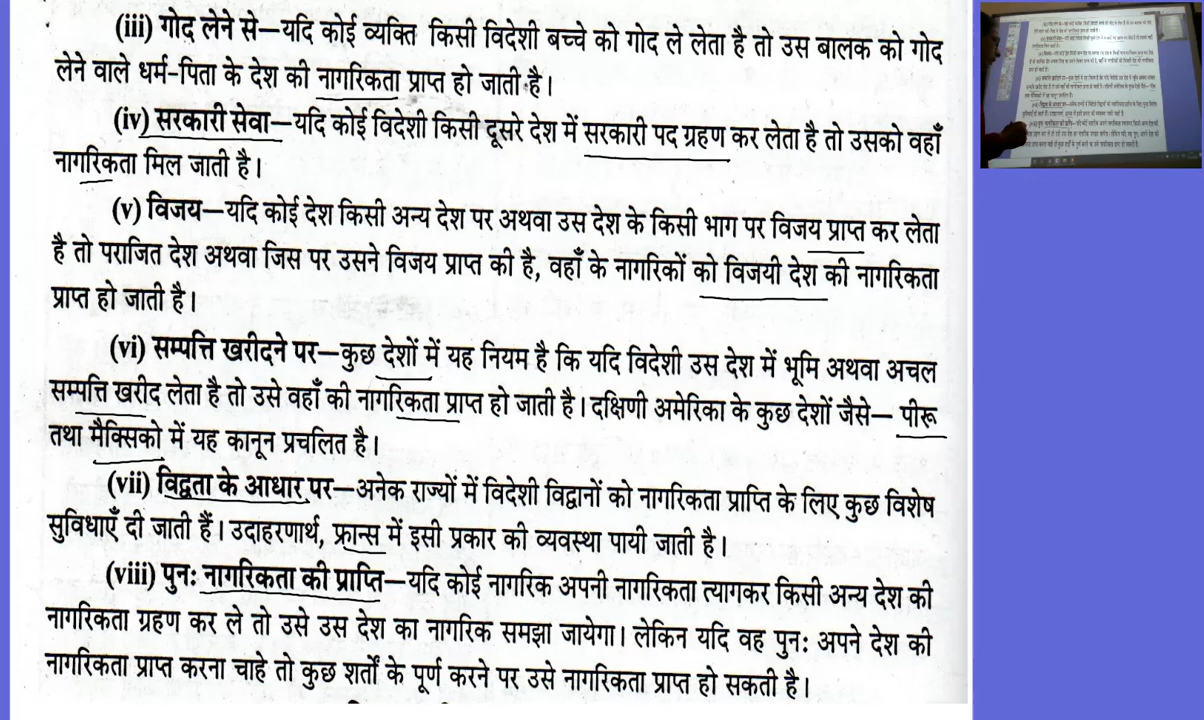 (iii) गोद लेने से—यदि कोई व्यक्ति किसी विदेशी बच्चे को गोद ले लेता है तो उस बालक को गोद
लेने वाले धर्म-पिता के देश की नागरिकता प्राप्त हो जाती है।
(iv) सरकारी सेवा—यदि कोई विदेशी किसी दूसरे देश में सरकारी पद ग्रहण कर लेता है तो उसको वहाँ
नागरिकता मिल जाती है।
(v) विजय—यदि कोई देश किसी अन्य देश पर अथवा उस देश के किसी भाग पर विजय प्राप्त कर लेता
है तो पराजित देश अथवा जिस पर उसने विजय प्राप्त की है, वहाँ के नागरिकों को विजयी देश की नागरिकता
प्राप्त हो जाती है।
(vi) सम्पत्ति खरीदने पर—कुछ देशों में यह नियम है कि यदि विदेशी उस देश में भूमि अथवा अचल
सम्पत्ति खरीद लेता है तो उसे वहाँ की नागरिकता प्राप्त हो जाती है। दक्षिणी अमेरिका के कुछ देशों जैसे— पीरू
तथा मैक्सिको में यह कानून प्रचलित है।
(vii) विद्वता के आधार पर—अनेक राज्यों में विदेशी विद्वानों को नागरिकता प्राप्ति के लिए कुछ विशेष
सुविधाएँ दी जाती हैं। उदाहरणार्थ, फ्रान्स में इसी प्रकार की व्यवस्था पायी जाती है।
(viii) पुनः नागरिकता की प्राप्ति—यदि कोई नागरिक अपनी नागरिकता त्यागकर किसी अन्य देश की
नागरिकता ग्रहण कर ले तो उसे उस देश का नागरिक समझा जायेगा। लेकिन यदि वह पुनः अपने देश की
नागरिकता प्राप्त करना चाहे तो कुछ शर्तों के पूर्ण करने पर उसे नागरिकता प्राप्त हो सकती है।